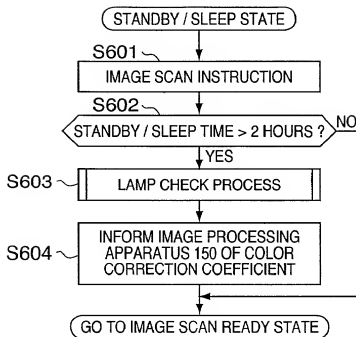 STANDBY / SLEEP STATE
S601
IMAGE SCAN INSTRUCTION
S602
STANDBY / SLEEP TIME > 2 HOURS ?
NO
YES
S603
LAMP CHECK PROCESS
S604
INFORM IMAGE PROCESSING
APPARATUS 150 OF COLOR
CORRECTION COEFFICIENT
GO TO IMAGE SCAN READY STATE